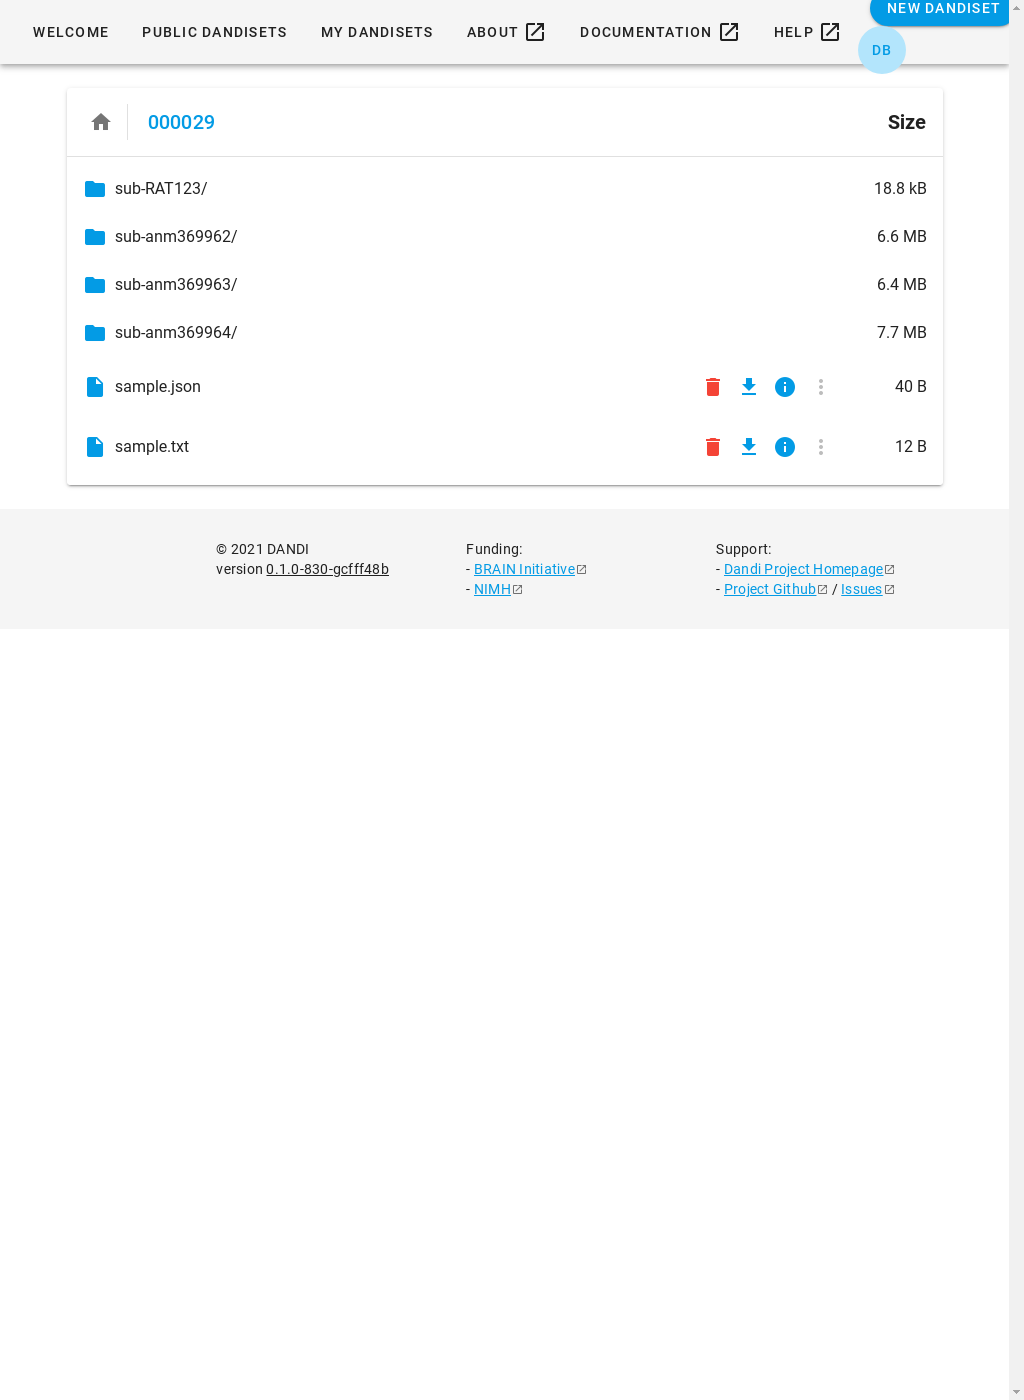 WELCOME PUBLIC DANDISETS MY DANDISETS ABOUT DOCUMENTATION HELP NEW DANDISET
DB
000029 Size
sub-RAT123/ 18.8 kB
sub-anm369962/ 6.6 MB
sub-anm369963/ 6.4 MB
sub-anm369964/ 7.7 MB
sample.json 40 B
sample.txt 12 B
© 2021 DANDI
version 0.1.0-830-gcfff48b
Funding:
- BRAIN Initiative
- NIMH
Support:
- Dandi Project Homepage
- Project Github / Issues